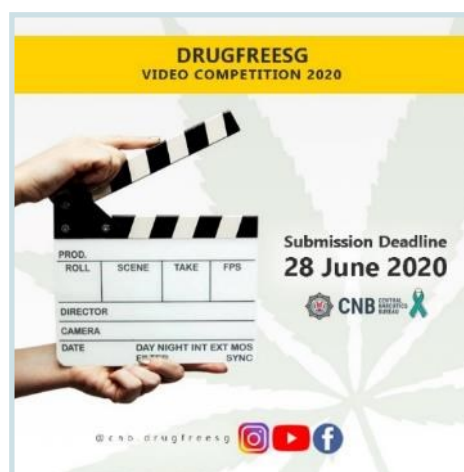 DRUGFREESG
VIDEO COMPETITION 2020
PROD.
ROLL SCENE TAKE FPS
DIRECTOR
CAMERA
DATE DAY NIGHT INT EXT MOS
FILTER SYNC
Submission Deadline
28 June 2020
CNB CENTRAL
NARCOTICS
BUREAU
@cnb.drugfreesg